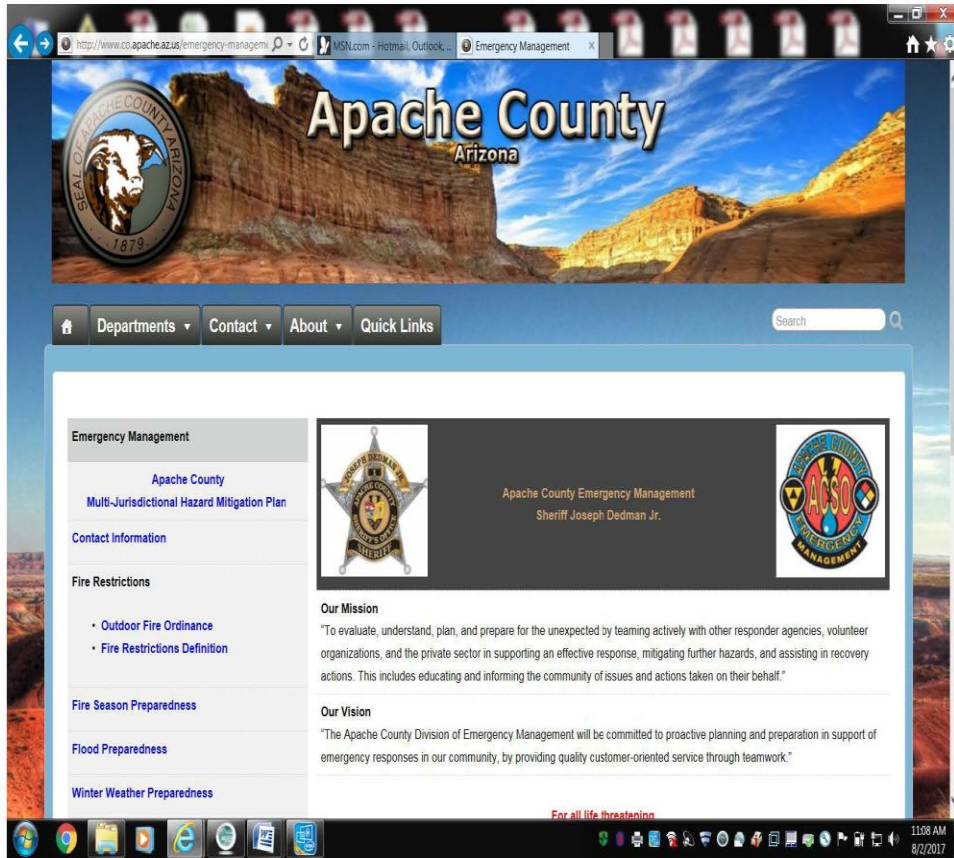 http://www.co.apache.az.us/emergency-managem
MSN.com - Hotmail, Outlook, ...
Emergency Management
SEAL OF APACHE COUNTY ARIZONA
1879
Apache County
Arizona
Departments
Contact
About
Quick Links
Search
Emergency Management
Apache County
Multi-Jurisdictional Hazard Mitigation Plan
Contact Information
Fire Restrictions
• Outdoor Fire Ordinance
• Fire Restrictions Definition
Fire Season Preparedness
Flood Preparedness
Winter Weather Preparedness
JOSEPH DEDMAN JR
APACHE COUNTY
SHERIFF'S OFFICE
SHERIFF
Apache County Emergency Management
Sheriff Joseph Dedman Jr.
APACHE COUNTY
ACSO
EMERGENCY
MANAGEMENT
Our Mission
“To evaluate, understand, plan, and prepare for the unexpected by teaming actively with other responder agencies, volunteer
organizations, and the private sector in supporting an effective response, mitigating further hazards, and assisting in recovery
actions. This includes educating and informing the community of issues and actions taken on their behalf.”
Our Vision
“The Apache County Division of Emergency Management will be committed to proactive planning and preparation in support of
emergency responses in our community, by providing quality customer-oriented service through teamwork.”
For all life threatening
11:08 AM
8/2/2017